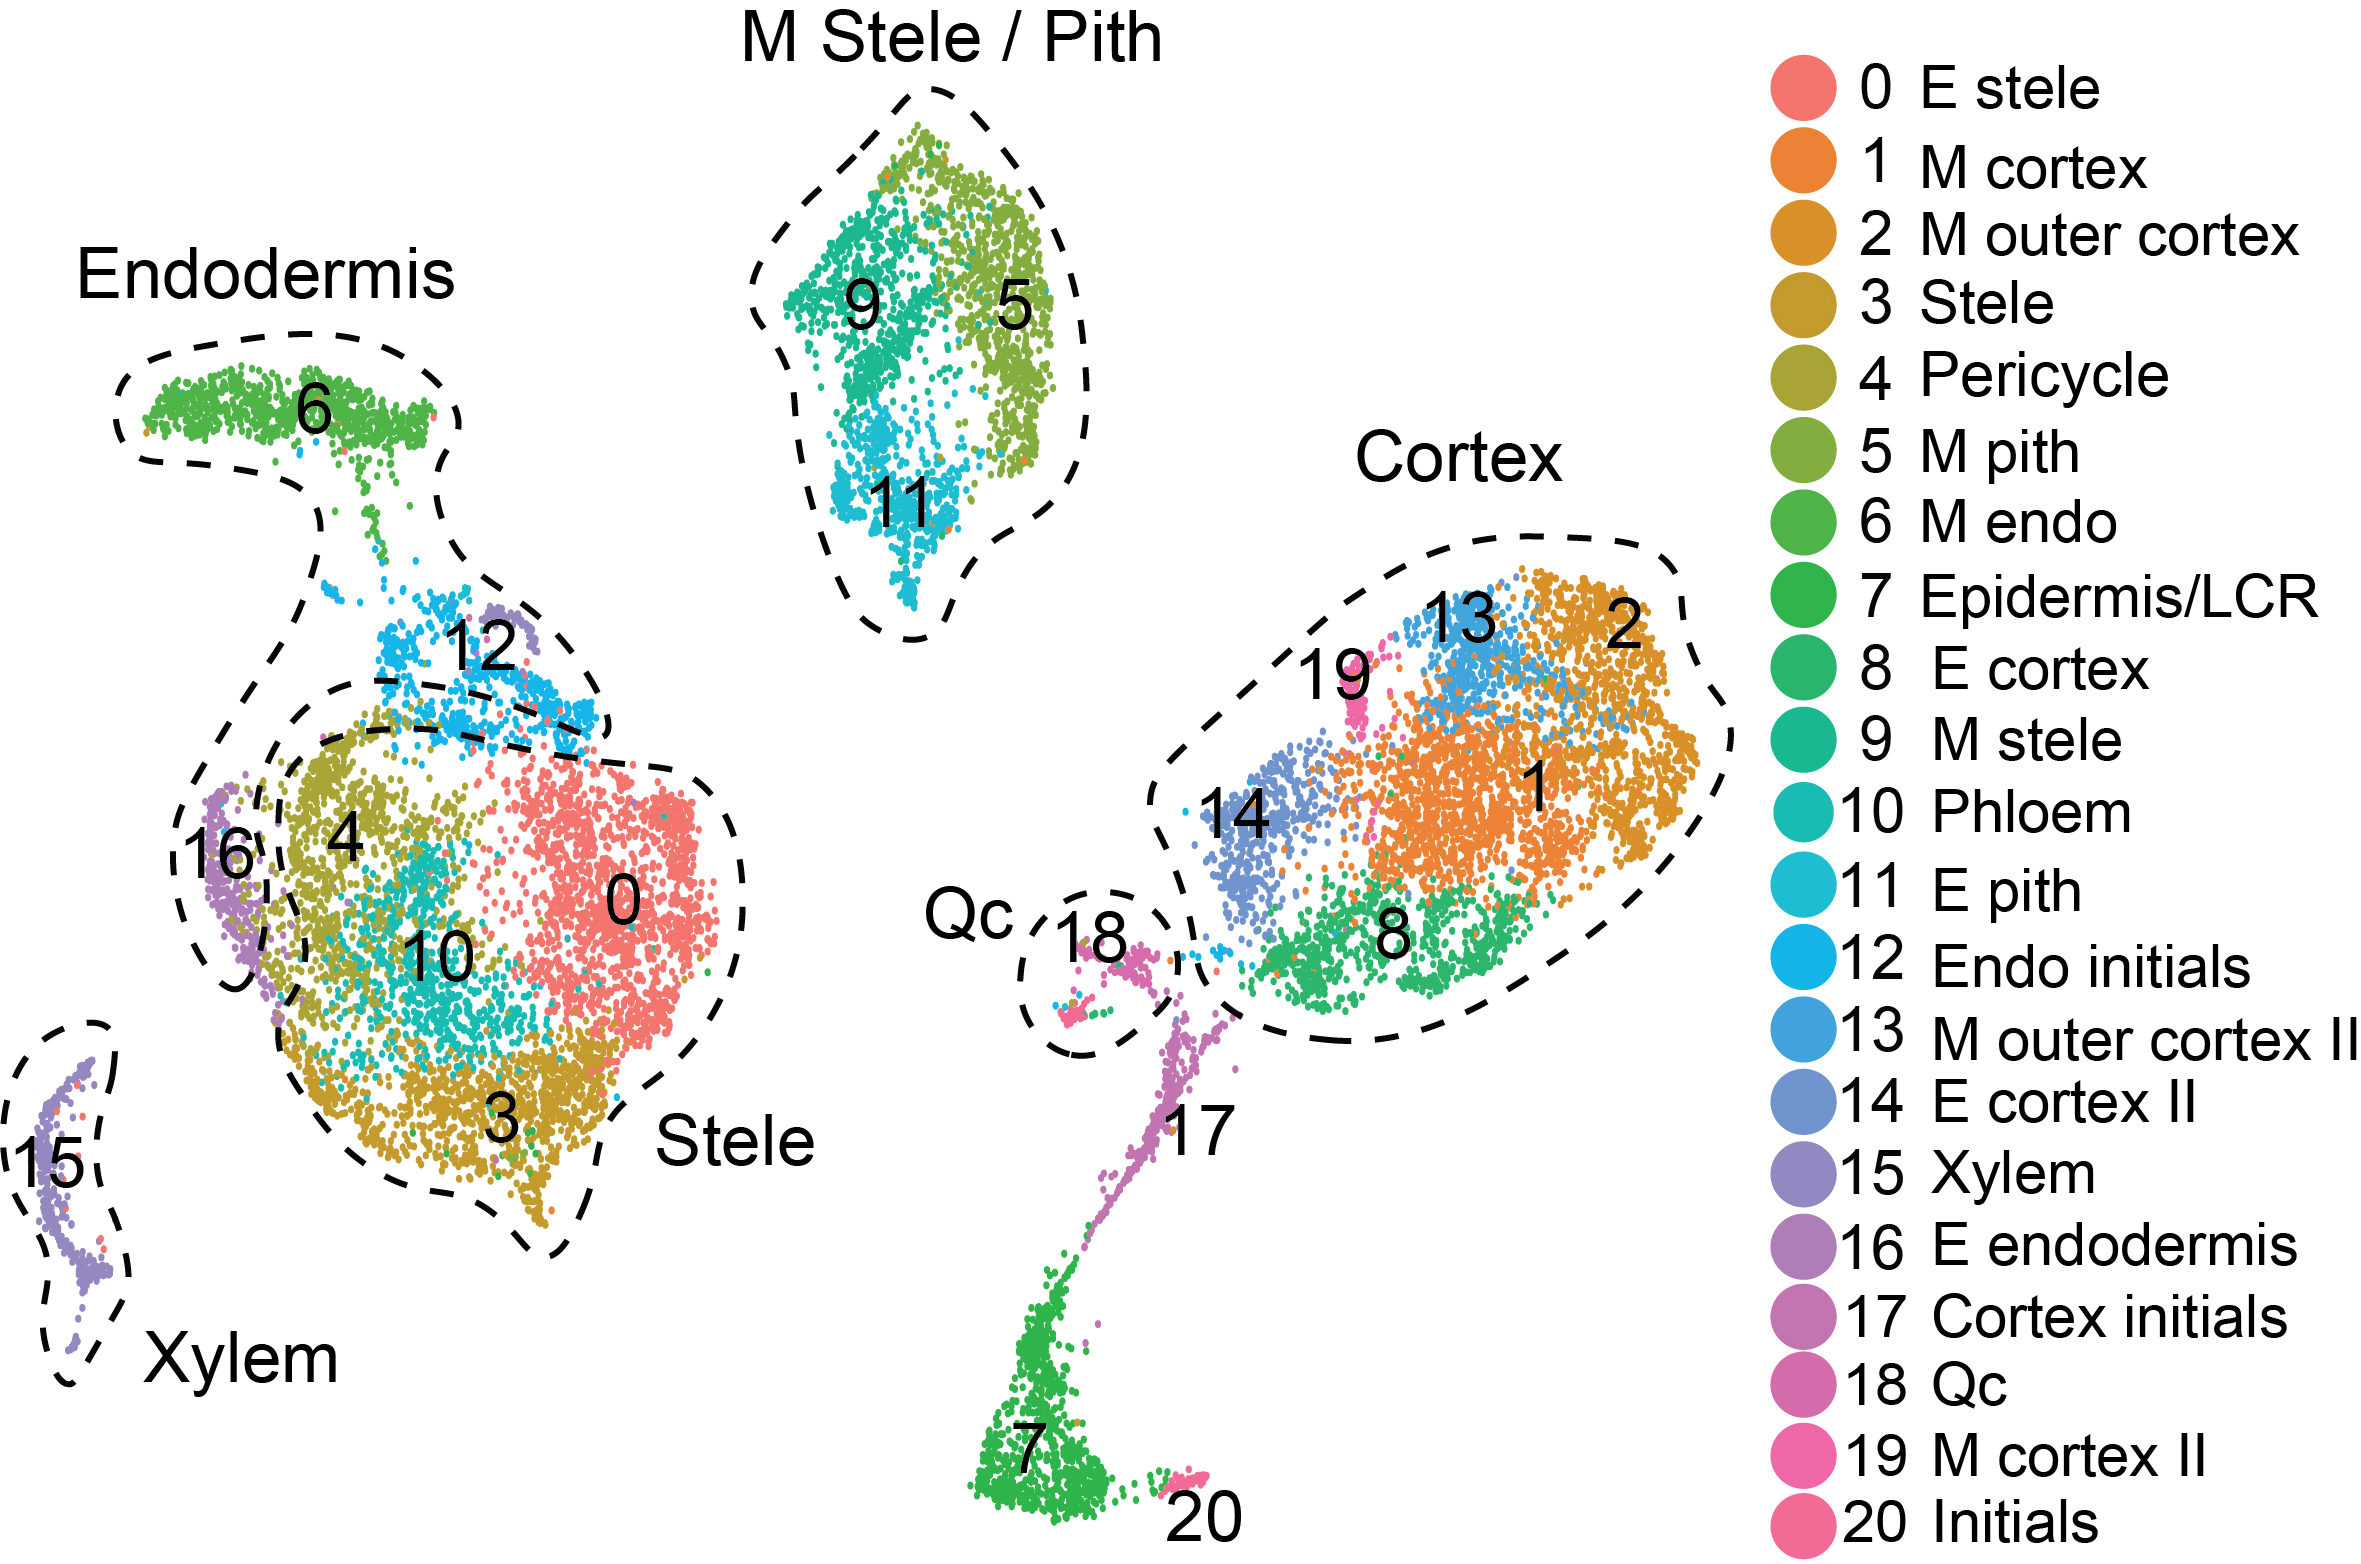 M Stele / Pith
Endodermis
Cortex
Qc
Stele
Xylem
9
5
6
11
13
2
19
12
1
14
4
16
0
18
8
10
3
17
15
7
20
0 E stele
1 M cortex
2 M outer cortex
3 Stele
4 Pericycle
5 M pith
6 M endo
7 Epidermis/LCR
8 E cortex
9 M stele
10 Phloem
11 E pith
12 Endo initials
13 M outer cortex II
14 E cortex II
15 Xylem
16 E endodermis
17 Cortex initials
18 Qc
19 M cortex II
20 Initials